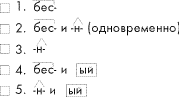 1. бес-
2. бес- и -н- (одновременно)
3. -н-
4. бес- и ый
5. -н- и ый